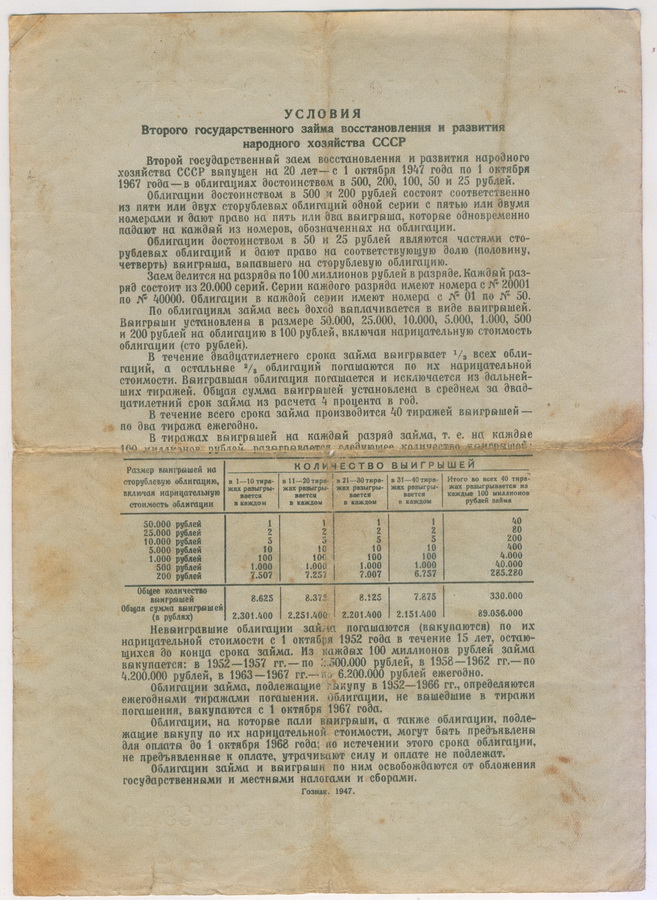 УСЛОВИЯ
Второго государственного займа восстановления и развития
народного хозяйства СССР
Второй государственный заем восстановления и развития народного
хозяйства СССР выпущен на 20 лет— с 1 октября 1947 года по 1 октября
1967 года—в облигациях достоинством в 500, 200, 100, 50 и 25 рублей.
Облигации достоинством в 500 и 200 рублей состоят соответственно
из пяти или двух сторублевых облигаций одной серии с пятью или двумя
номерами и дают право на пять или два выигрыша, которые одновременно
падают на каждый из номеров, обозначенных на облигации.
Облигации достоинством в 50 и 25 рублей являются частями сто-
рублевых облигаций и дают право на соответствующую долю (половину,
четверть) выигрыша, выпавшего на сторублевую облигацию.
Заем делится на разряды по 100 миллионов рублей в разряде. Каждый раз-
ряд состоит из 20.000 серий. Серии каждого разряда имеют номера с № 20001
по № 40000. Облигации в каждой серии имеют номера с № 01 по № 50.
По облигациям займа весь доход выплачивается в виде выигрышей.
Выигрыши установлены в размере 50.000, 25.000, 10.000, 5.000, 1.000, 500
и 200 рублей на облигацию в 100 рублей, включая нарицательную стоимость
облигации (сто рублей).
В течение двадцатилетнего срока займа выигрывает 1/3 всех обли-
гаций, а остальные 2/3 облигаций погашаются по их нарицательной
стоимости. Выигравшая облигация погашается и исключается из дальней-
ших тиражей. Общая сумма выигрышей установлена в среднем за двад-
цатилетний срок займа из расчета 4 процента в год.
В течение всего срока займа производится 40 тиражей выигрышей—
по два тиража ежегодно.
В тиражах выигрышей на каждый разряд займа, т. е. на каждые
100 миллионов рублей, разыгрывается следующее количество выигрышей:
Размер выигрышей на сторублевую облигацию, включая нарицательную стоимость облигации
КОЛИЧЕСТВО ВЫИГРЫШЕЙ
в 1—10 тира- жах разыгры- вается в каждом
в 11—20 тира- жах разыгры- вается в каждом
в 21—30 тира- жах разыгры- вается в каждом
в 31—40 тира- жах разыгры- вается в каждом
Итого во всех 40 тира- жах разыгрывается на каждые 100 миллионов рублей займа
50.000 рублей 1 1 1 1 40
25.000 рублей 2 2 2 2 80
10.000 рублей 5 5 5 5 200
5.000 рублей 10 10 10 10 400
1.000 рублей 100 100 100 100 4.000
500 рублей 1.000 1.000 1.000 1.000 40.000
200 рублей 7.507 7.257 7.007 6.757 285.280
Общее количество выигрышей 8.625 8.375 8.125 7.875 330.000
Общая сумма выигрышей (в рублях) 2.301.400 2.251.400 2.201.400 2.151.400 89.056.000
Невыигравшие облигации займа погашаются (выкупаются) по их
нарицательной стоимости с 1 октября 1952 года в течение 15 лет, остаю-
щихся до конца срока займа. Из каждых 100 миллионов рублей займа
выкупается: в 1952—1957 гг.—по 2.500.000 рублей, в 1958—1962 гг.—по
4.200.000 рублей, в 1963—1967 гг.—по 6.200.000 рублей ежегодно.
Облигации займа, подлежащие выкупу в 1952—1966 гг., определяются
ежегодными тиражами погашения. Облигации, не вышедшие в тиражи
погашения, выкупаются с 1 октября 1967 года.
Облигации, на которые пали выигрыши, а также облигации, подле-
жащие выкупу по их нарицательной стоимости, могут быть предъявлены
для оплаты до 1 октября 1968 года; по истечении этого срока облигации,
не предъявленные к оплате, утрачивают силу и оплате не подлежат.
Облигации займа и выигрыши по ним освобождаются от обложения
государственными и местными налогами и сборами.
Гознак. 1947.